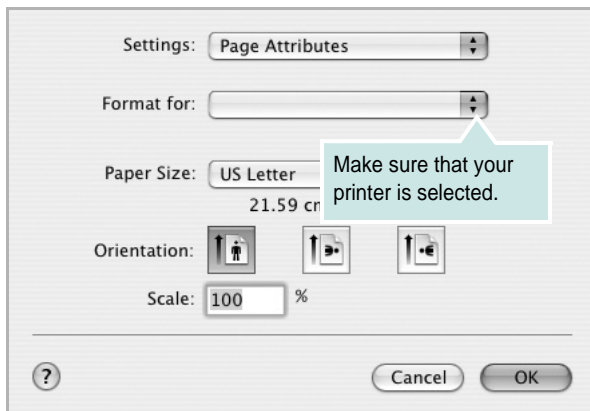 Settings: Page Attributes
Format for:
Make sure that your
printer is selected.
Paper Size: US Letter
21.59
Orientation:
Scale: 100 %
? Cancel OK